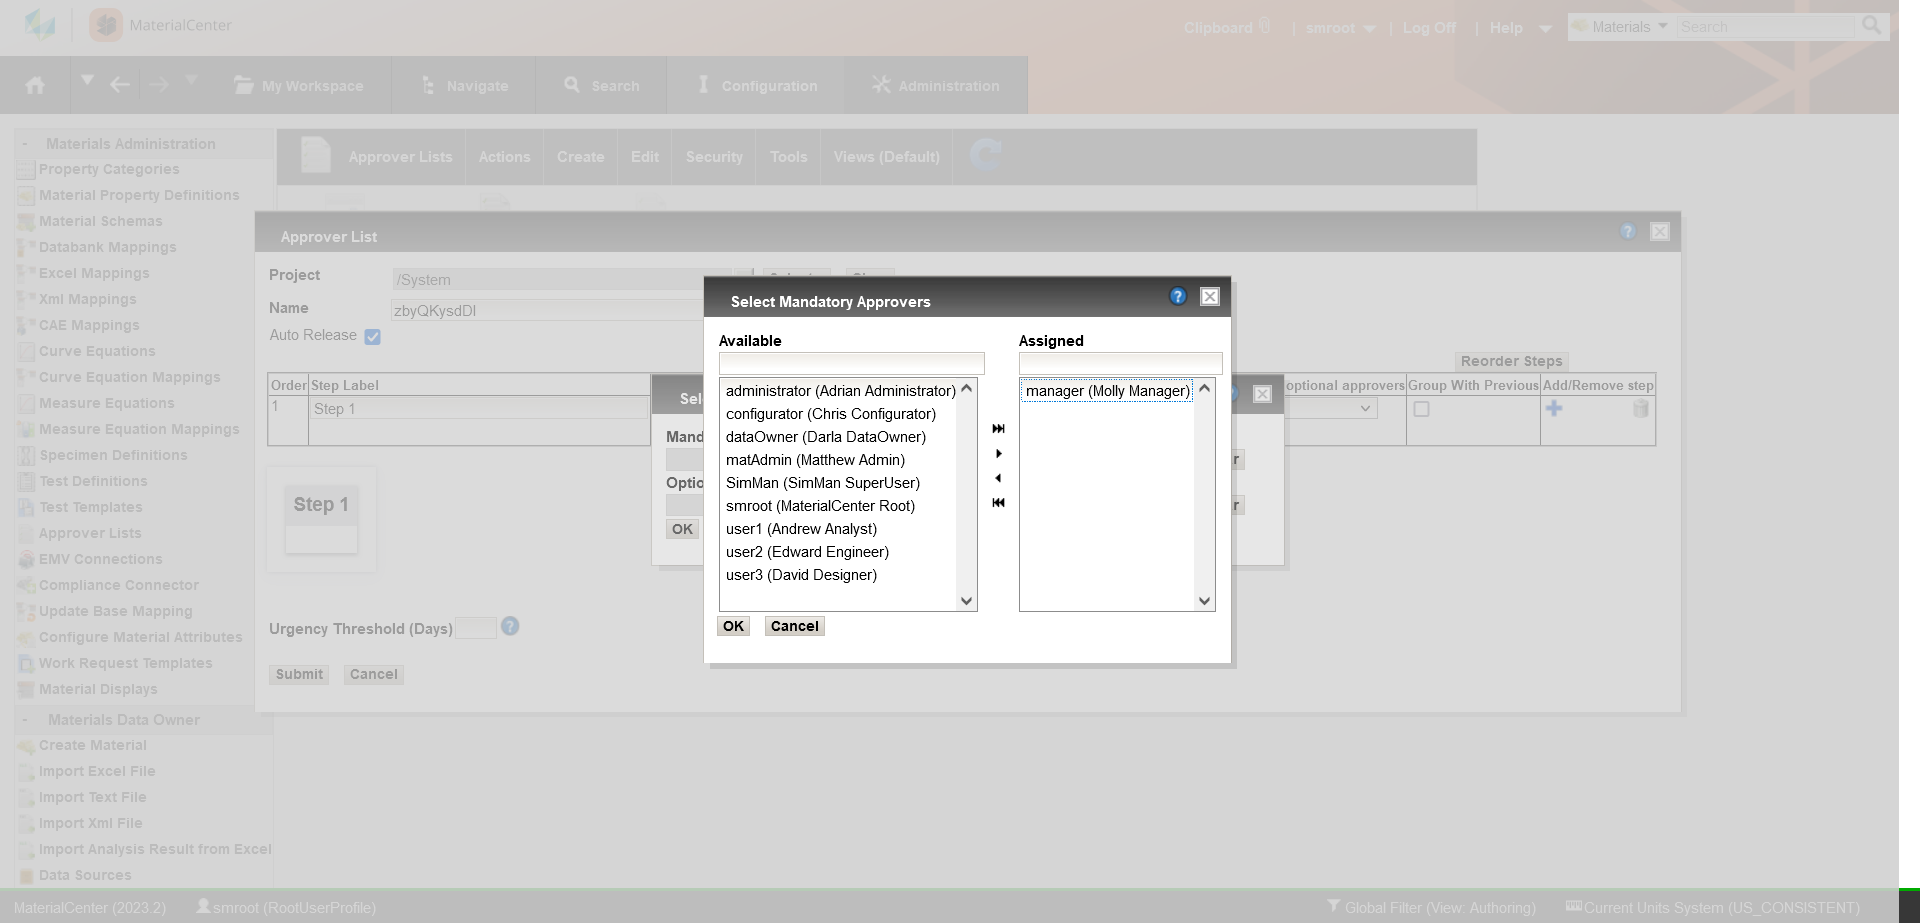 MaterialCenter
Clipboard | smroot | Log Off | Help
Materials Search
My Workspace Navigate Search Configuration Administration
- Materials Administration
Property Categories
Material Property Definitions
Material Schemas
Databank Mappings
Excel Mappings
Xml Mappings
CAE Mappings
Curve Equations
Curve Equation Mappings
Measure Equations
Measure Equation Mappings
Specimen Definitions
Test Definitions
Test Templates
Approver Lists
EMV Connections
Compliance Connector
Update Base Mapping
Configure Material Attributes
Work Request Templates
Material Displays
- Materials Data Owner
Create Material
Import Excel File
Import Text File
Import Xml File
Import Analysis Result from Excel
Data Sources
Approver Lists Actions Create Edit Security Tools Views (Default)
Approver List
Project /System
Name zbyQKysdDI
Auto Release
Reorder Steps
Order Step Label optional approvers Group With Previous Add/Remove step
1 Step 1
Step 1
Urgency Threshold (Days)
Submit Cancel
Sel
Mand
Optio
OK
r
r
Select Mandatory Approvers
Available
administrator (Adrian Administrator)
configurator (Chris Configurator)
dataOwner (Darla DataOwner)
matAdmin (Matthew Admin)
SimMan (SimMan SuperUser)
smroot (MaterialCenter Root)
user1 (Andrew Analyst)
user2 (Edward Engineer)
user3 (David Designer)
Assigned
manager (Molly Manager)
OK Cancel
MaterialCenter (2023.2) smroot (RootUserProfile) Global Filter (View: Authoring) Current Units System (US_CONSISTENT)